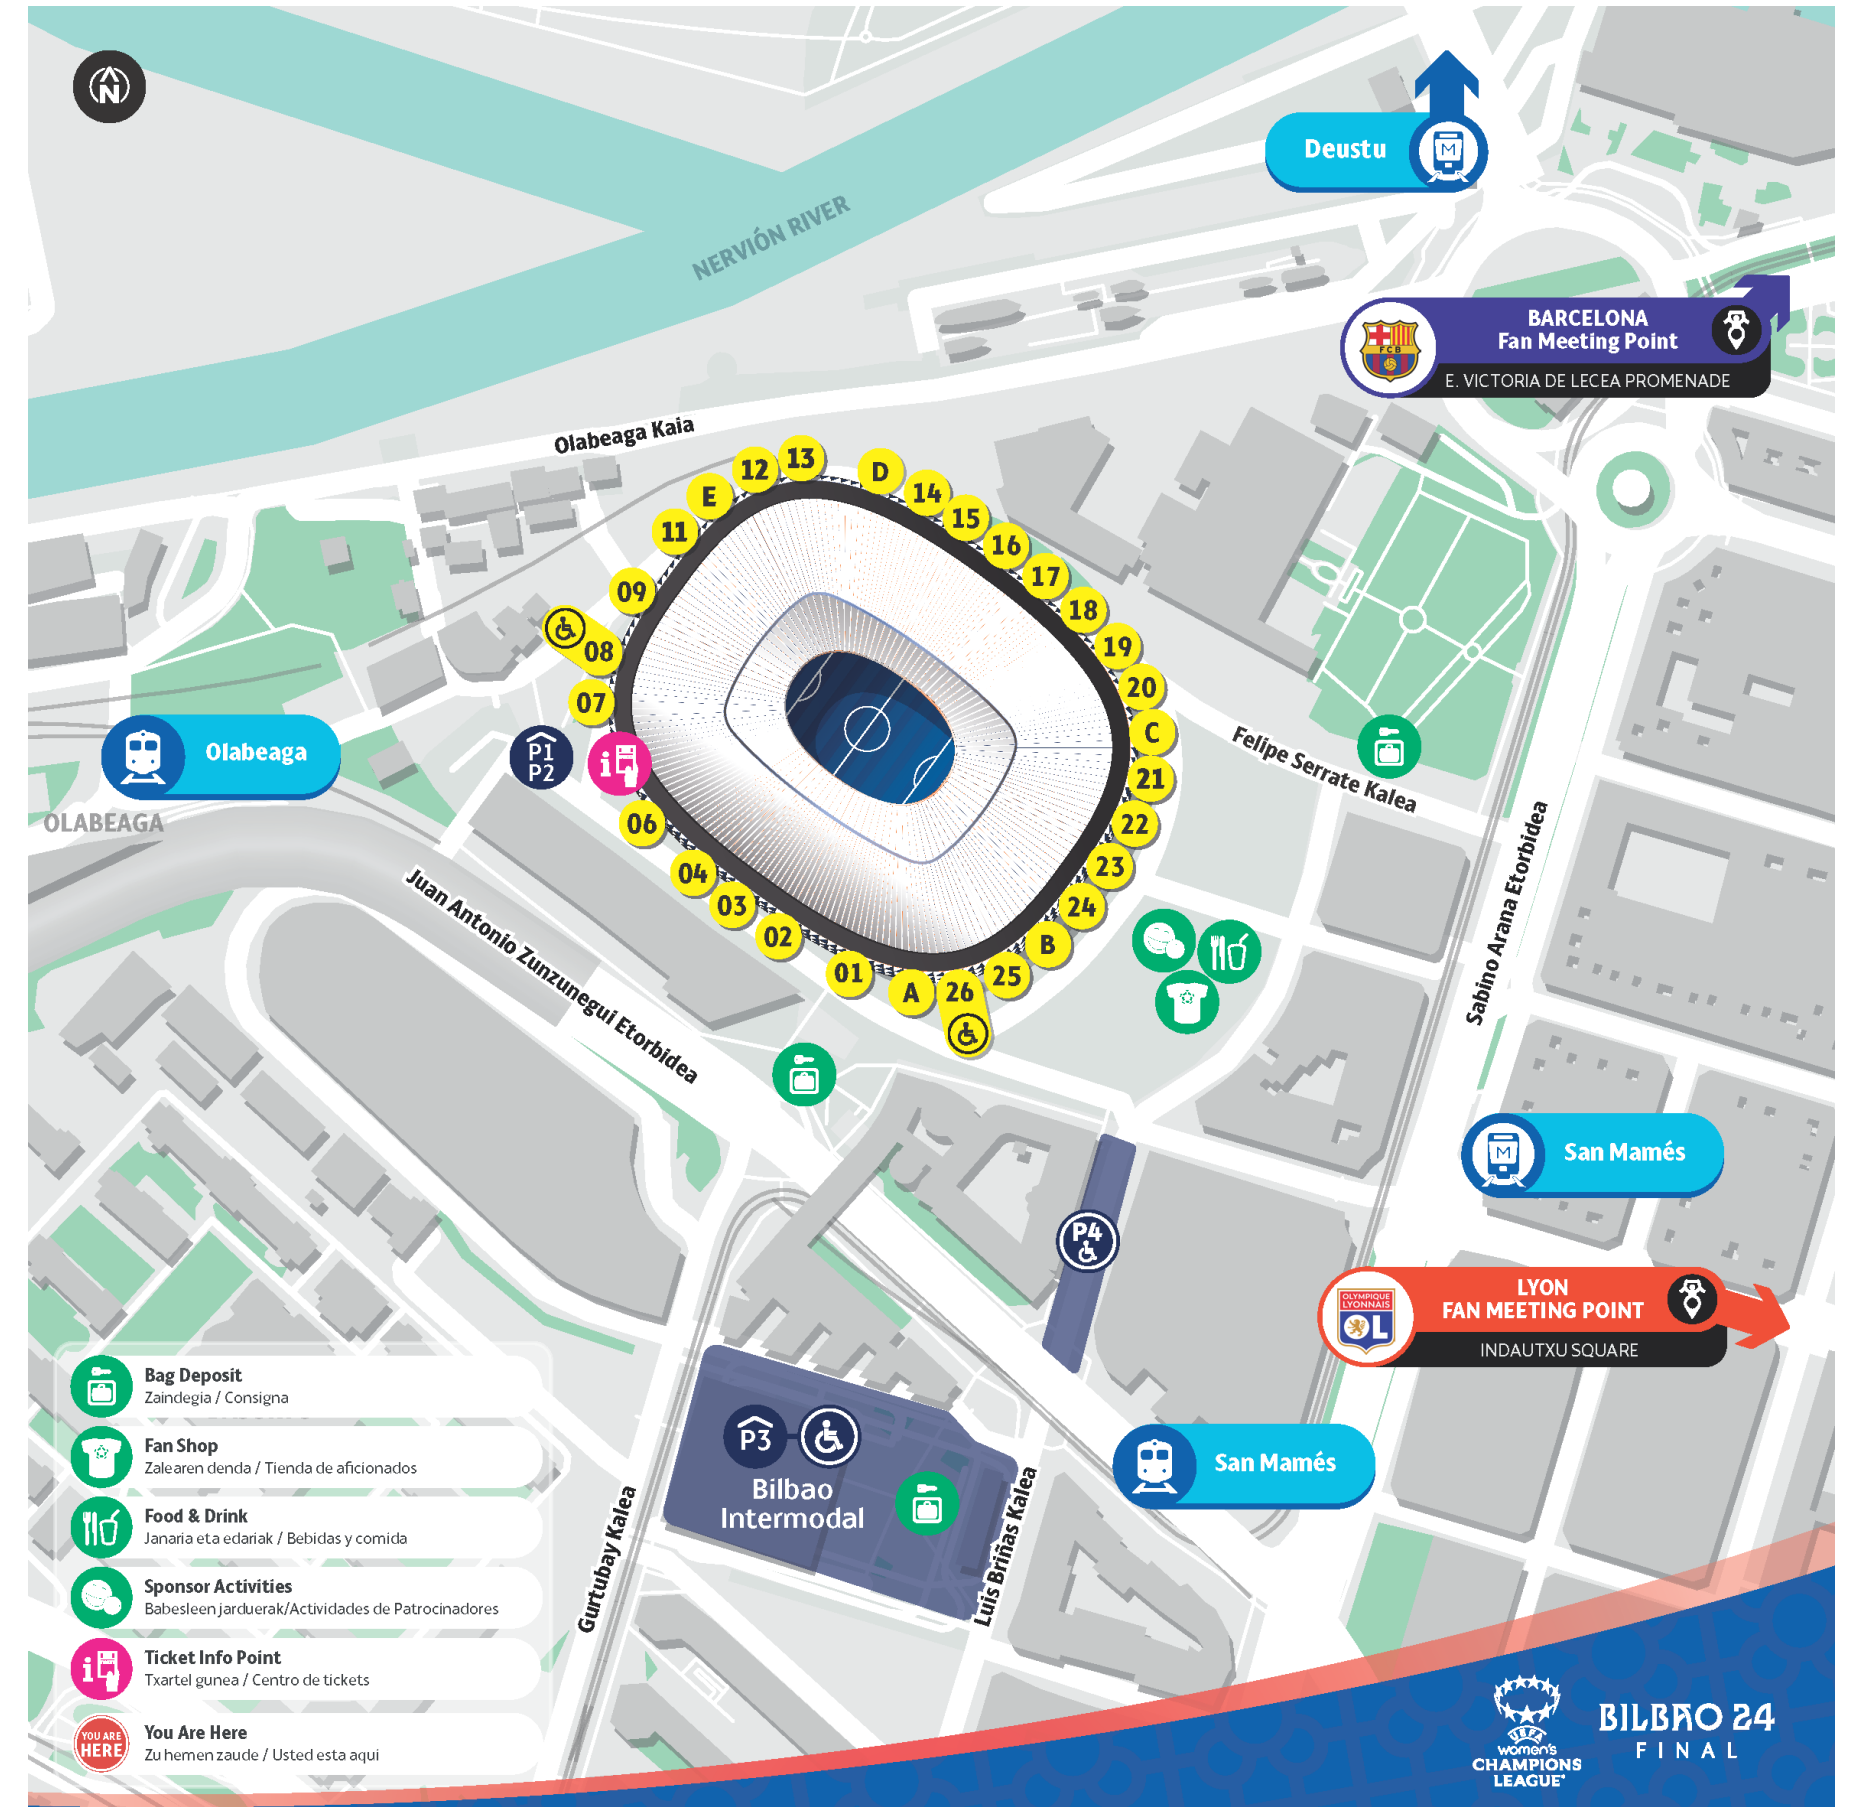 N
Deustu
M
NERVIÓN RIVER
BARCELONA
Fan Meeting Point
E. VICTORIA DE LECEA PROMENADE
FCB
Olabeaga Kaia
13
12
D
E
14
15
11
16
17
09
18
08
19
07
20
C
21
P1
P2
i
06
22
23
04
24
03
02
B
01
25
A
26
Felipe Serrate Kalea
Olabeaga
OLABEAGA
Juan Antonio Zunzunegui Etorbidea
Sabino Arana Etorbidea
M
San Mamés
P4
OLYMPIQUE
LYONNAIS
OL
LYON
FAN MEETING POINT
INDAUTXU SQUARE
P3
Bilbao
Intermodal
San Mamés
Gurtubay Kalea
Luis Briñas Kalea
Bag Deposit
Zaindegia / Consigna
Fan Shop
Zalearen denda / Tienda de aficionados
Food & Drink
Janaria eta edariak / Bebidas y comida
Sponsor Activities
Babesleen jarduerak/Actividades de Patrocinadores
i
Ticket Info Point
Txartel gunea / Centro de tickets
YOU ARE
HERE
You Are Here
Zu hemen zaude / Usted esta aqui
UEFA
women's
CHAMPIONS
LEAGUE
BILBAO 24
FINAL